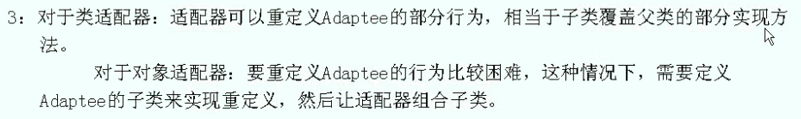 3：对于类适配器：适配器可以重定义Adaptee的部分行为，相当于子类覆盖父类的部分实现方
法。
对于对象适配器：要重定义Adaptee的行为比较困难，这种情况下，需要定义
Adaptee的子类来实现重定义，然后让适配器组合子类。